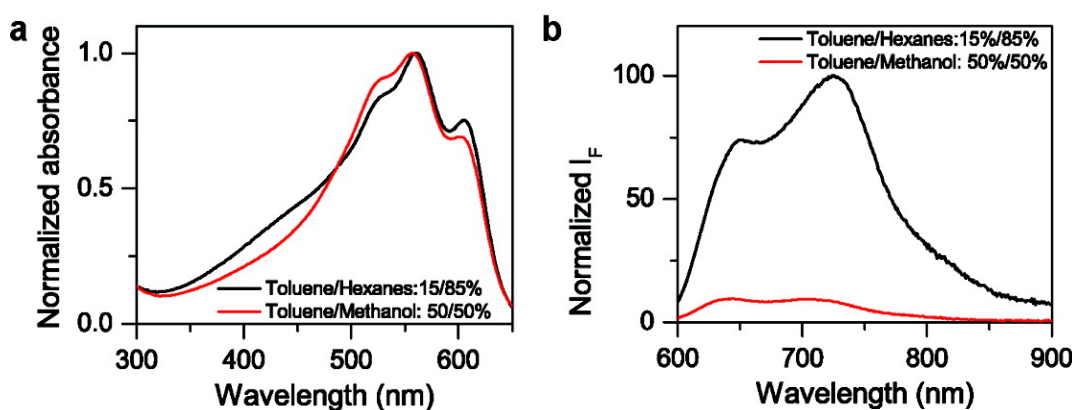 a
Normalized absorbance
1.0
0.5
0.0
Toluene/Hexanes:15/85%
Toluene/Methanol: 50/50%
300
400
500
600
Wavelength (nm)
b
Normalized I_F
100
50
0
Toluene/Hexanes:15%/85%
Toluene/Methanol: 50%/50%
600
700
800
900
Wavelength (nm)